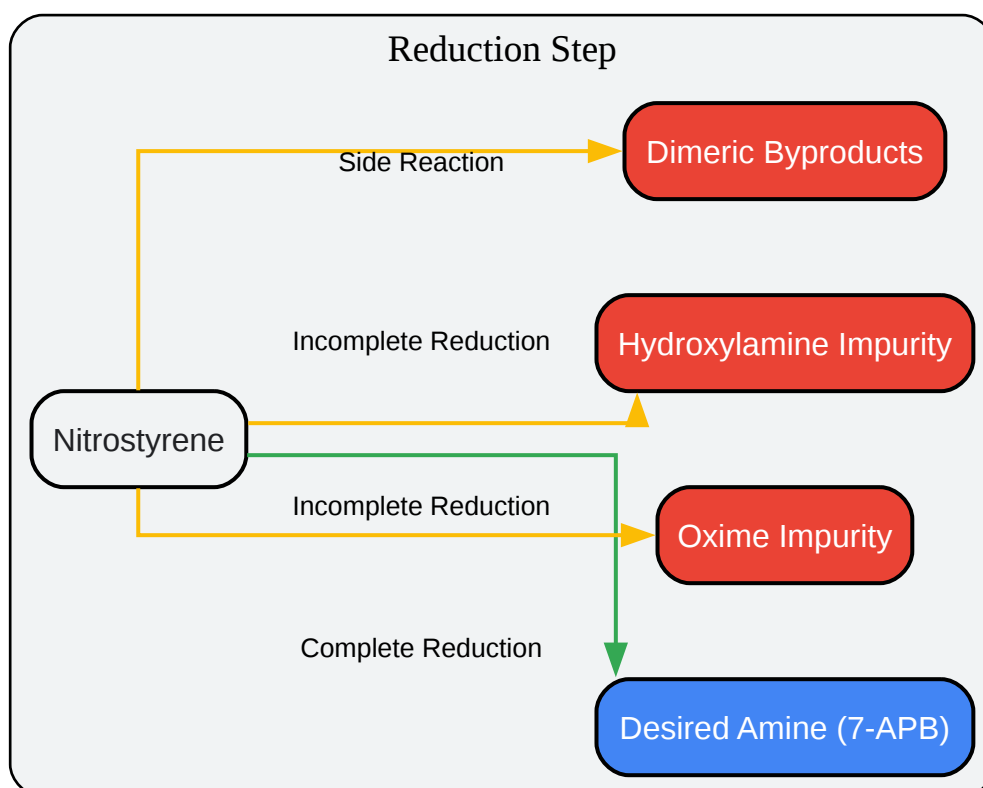 Reduction Step
Dimeric Byproducts
Side Reaction
Incomplete Reduction
Hydroxylamine Impurity
Nitrostyrene
Incomplete Reduction
Oxime Impurity
Complete Reduction
Desired Amine (7-APB)